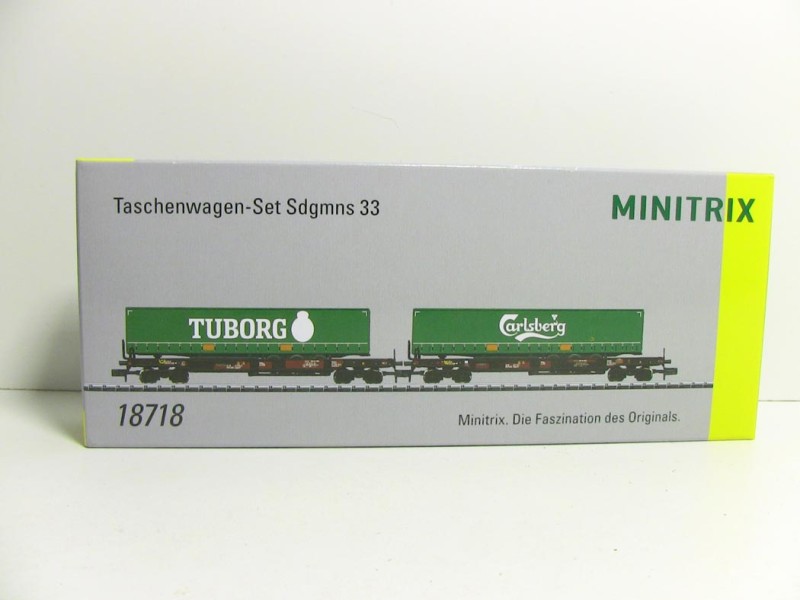 Taschenwagen-Set Sdgmns 33
MINITRIX
TUBORG
Carlsberg
18718
Minitrix. Die Faszination des Originals.